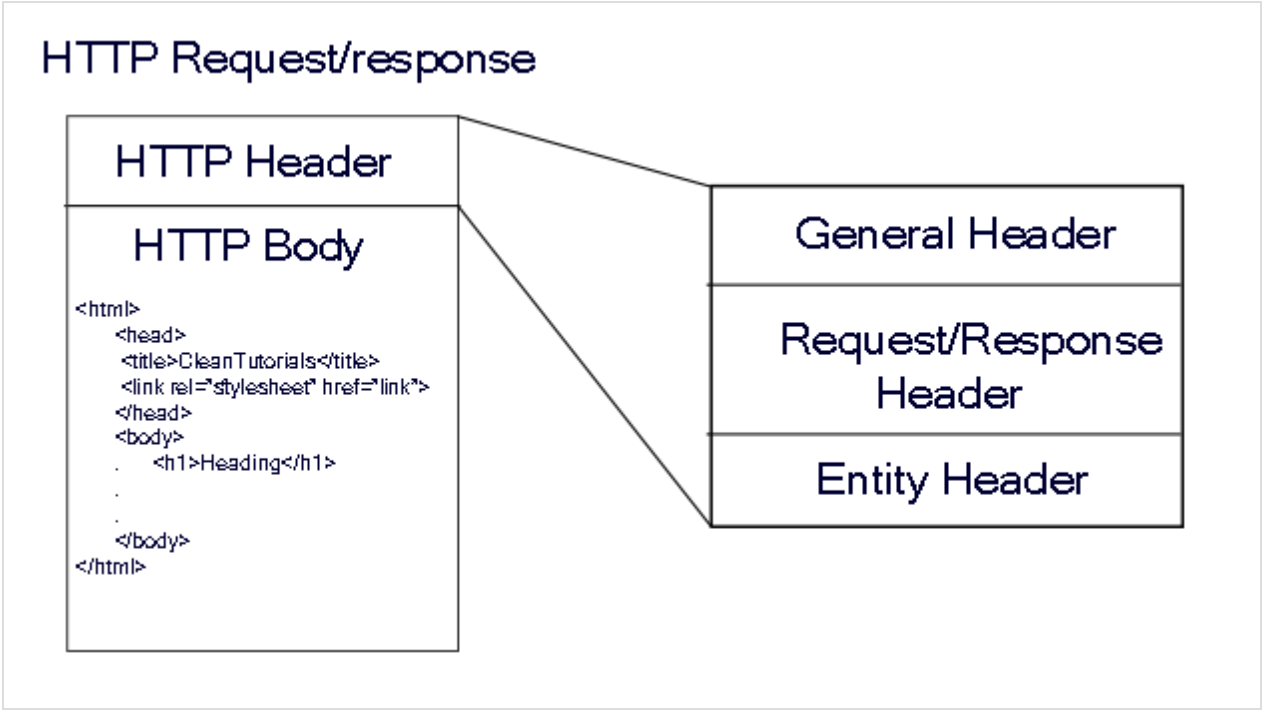 HTTP Request/response
HTTP Header
HTTP Body
<html>
<head>
<title>CleanTutorials</title>
<link rel="stylesheet" href="link">
</head>
<body>
. <h1>Heading</h1>
.
.
</body>
</html>
General Header
Request/Response
Header
Entity Header